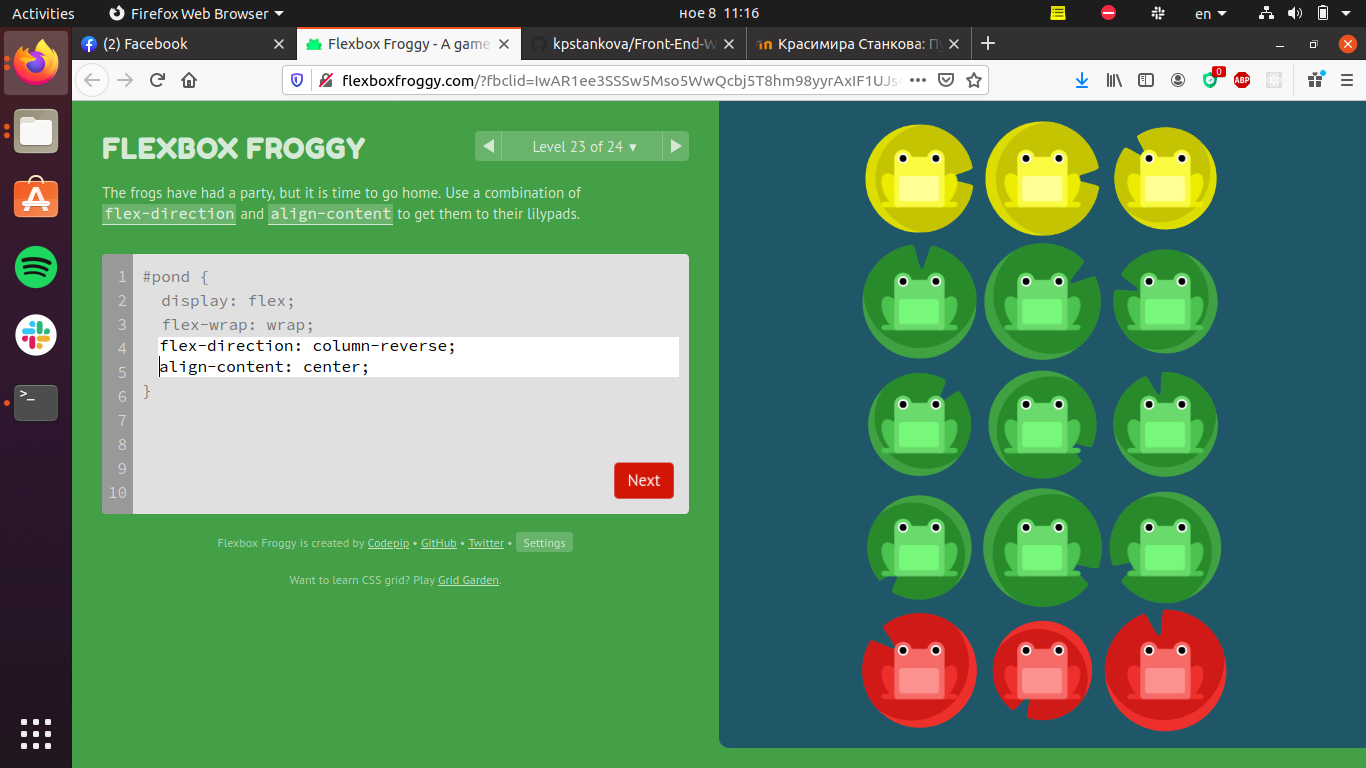 Activities
Firefox Web Browser
ное 8 11:16
en
(2) Facebook
Flexbox Froggy - A game
kpstankova/Front-End-W
Красимира Станкова: П
flexboxfroggy.com/?fbclid=IwAR1ee3SSSw5Mso5WwQcbj5T8hm98yyrAxIF1UJs
0
ABP
FLEXBOX FROGGY
Level 23 of 24 ▼
The frogs have had a party, but it is time to go home. Use a combination of
flex-direction and align-content to get them to their lilypads.
1 #pond {
2 display: flex;
3 flex-wrap: wrap;
4 flex-direction: column-reverse;
5 align-content: center;
6 }
7
8
9
10
Next
Flexbox Froggy is created by Codepip • GitHub • Twitter • Settings
Want to learn CSS grid? Play Grid Garden.